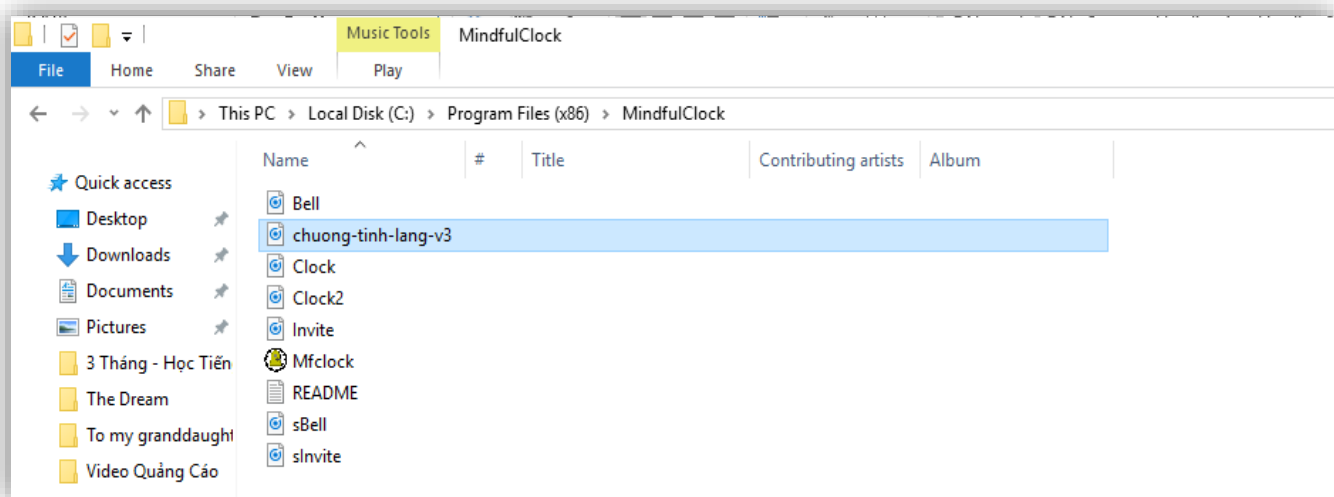 Music Tools MindfulClock
File Home Share View Play
This PC > Local Disk (C:) > Program Files (x86) > MindfulClock
Name # Title Contributing artists Album
Quick access
Desktop
Downloads
Documents
Pictures
3 Tháng - Học Tiến
The Dream
To my granddaugh
Video Quảng Cáo
Bell
chuong-tinh-lang-v3
Clock
Clock2
Invite
Mfclock
README
sBell
sInvite